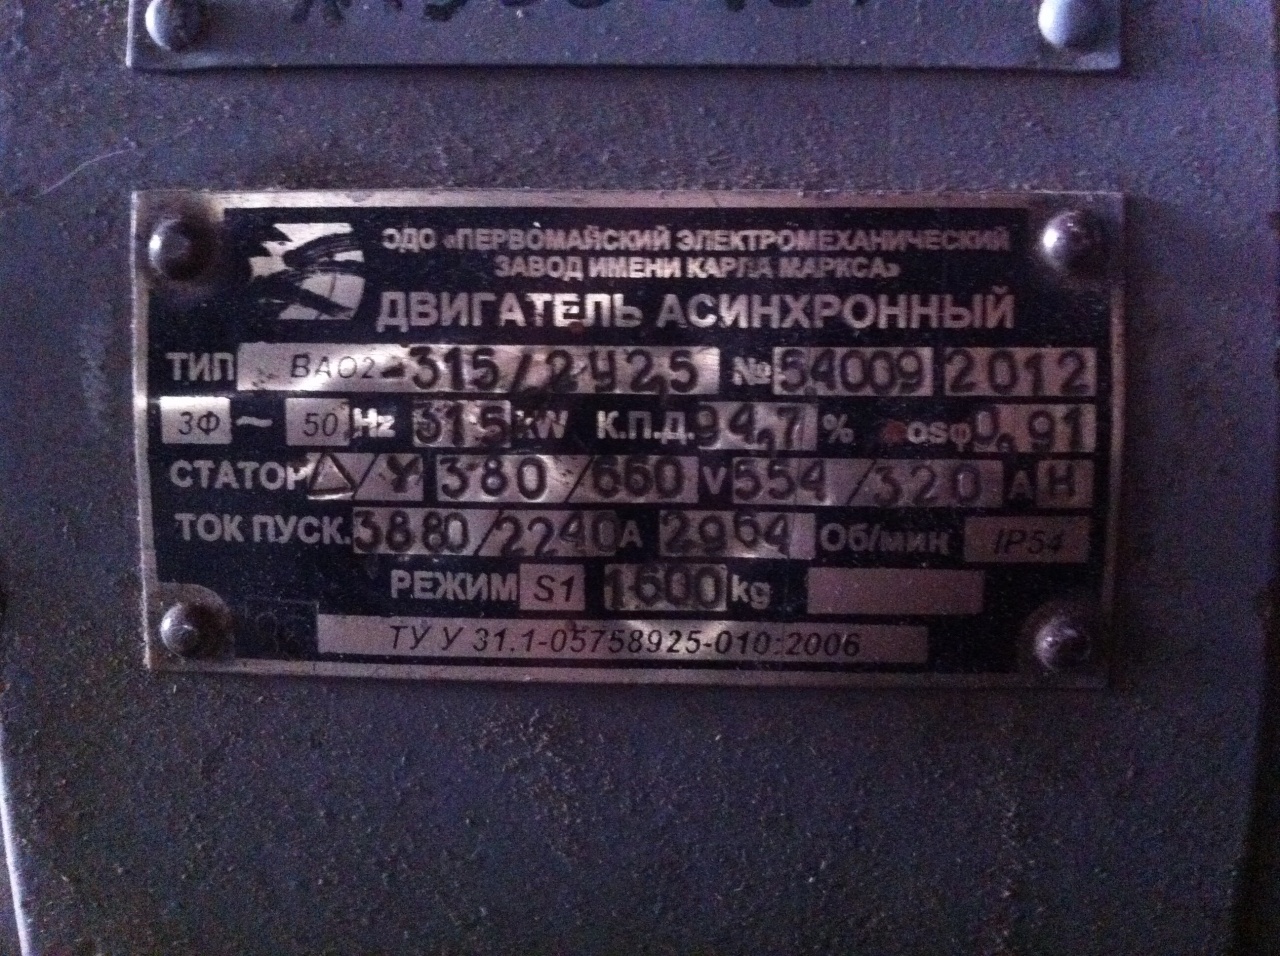 ОДО «ПЕРВОМАЙСКИЙ ЭЛЕКТРОМЕХАНИЧЕСКИЙ
ЗАВОД ИМЕНИ КАРЛА МАРКСА»
ДВИГАТЕЛЬ АСИНХРОННЫЙ
ТИП ВАО2-315/2У2,5 № 54009 2012
3Ф ~ 50 Hz 315 kW К.П.Д. 94,7 % cosφ 0,91
СТАТОР Δ/Y 380/660 V 554/320 A H
ТОК ПУСК. 3880/2240 A 2964 Об/мин IP54
РЕЖИМ S1 1600 kg
ТУ У 31.1-05758925-010:2006